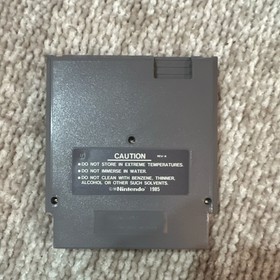 CAUTION
•DO NOT STORE IN EXTREME TEMPERATURES.
•DO NOT IMMERSE IN WATER.
•DO NOT CLEAN WITH BENZENE, THINNER,
ALCOHOL OR OTHER SUCH SOLVENTS.
Nintendo 1985